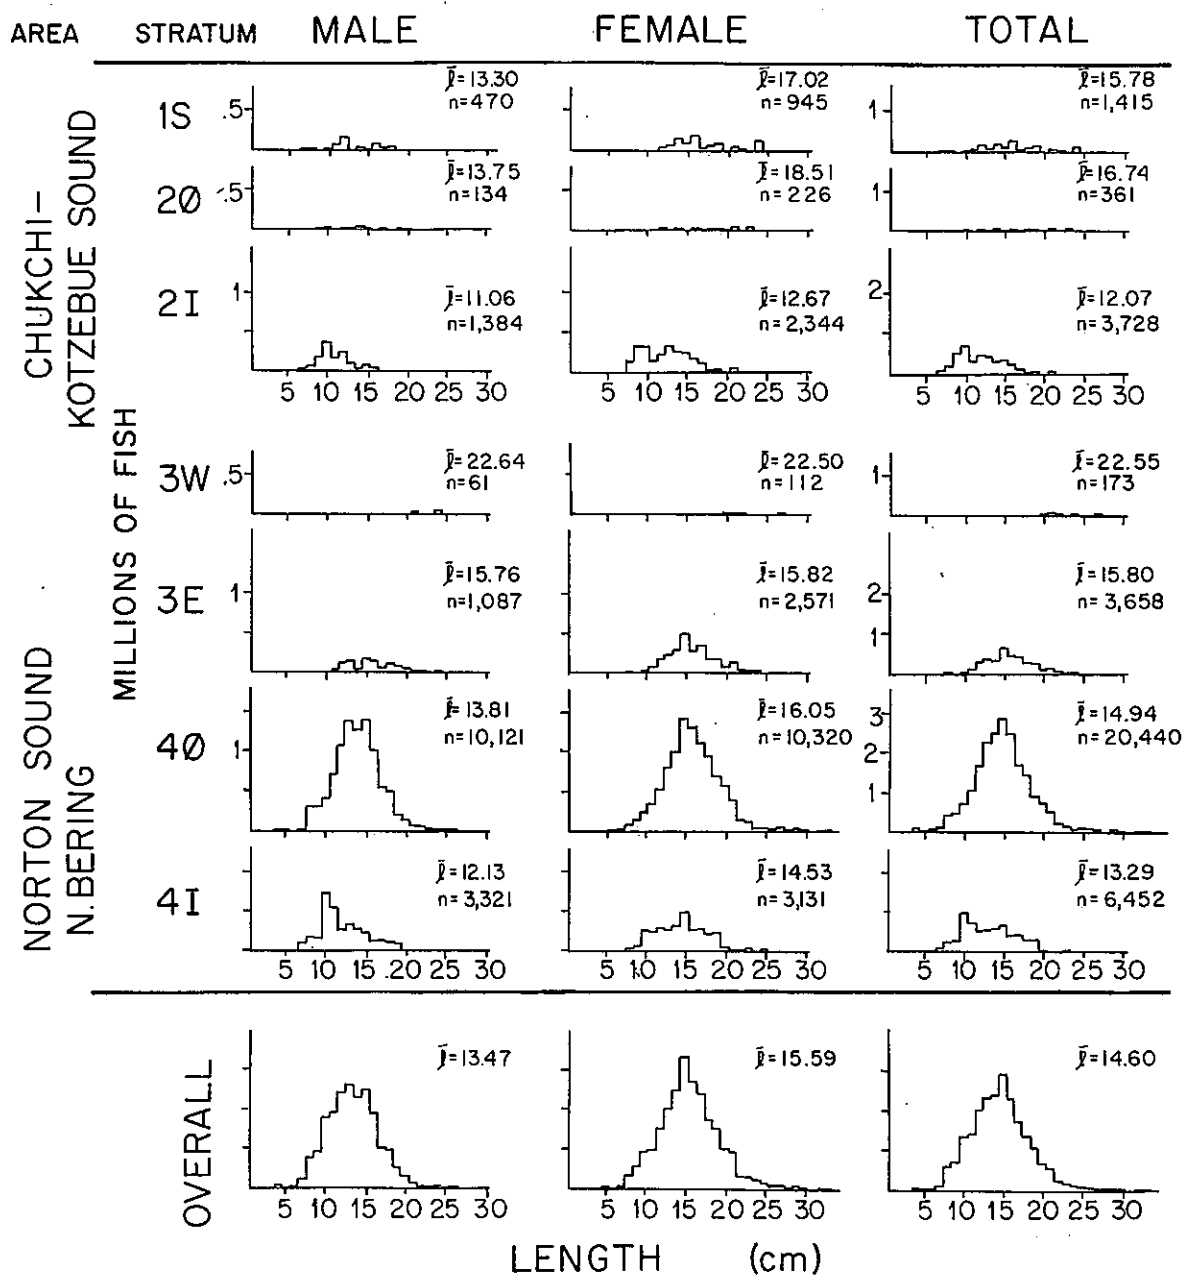 AREA STRATUM MALE FEMALE TOTAL
CHUKCHI–
KOTZEBUE SOUND
MILLIONS OF FISH
NORTON SOUND
N. BERING
1S
.5
l̄=13.30
n=470
l̄=17.02
n=945
1
l̄=15.78
n=1,415
2Ø
.5
l̄=13.75
n=134
l̄=18.51
n=226
1
l̄=16.74
n=361
2I
1
l̄=11.06
n=1,384
l̄=12.67
n=2,344
2
l̄=12.07
n=3,728
5 10 15 20 25 30 5 10 15 20 25 30 5 10 15 20 25 30
3W
.5
l̄=22.64
n=61
l̄=22.50
n=112
1
l̄=22.55
n=173
3E
1
l̄=15.76
n=1,087
l̄=15.82
n=2,571
2
1
l̄=15.80
n=3,658
4Ø
1
l̄=13.81
n=10,121
l̄=16.05
n=10,320
3
2
1
l̄=14.94
n=20,440
4I
l̄=12.13
n=3,321
l̄=14.53
n=3,131
l̄=13.29
n=6,452
5 10 15 20 25 30 5 10 15 20 25 30 5 10 15 20 25 30
OVERALL
l̄=13.47
l̄=15.59
l̄=14.60
5 10 15 20 25 30 5 10 15 20 25 30 5 10 15 20 25 30
LENGTH (cm)